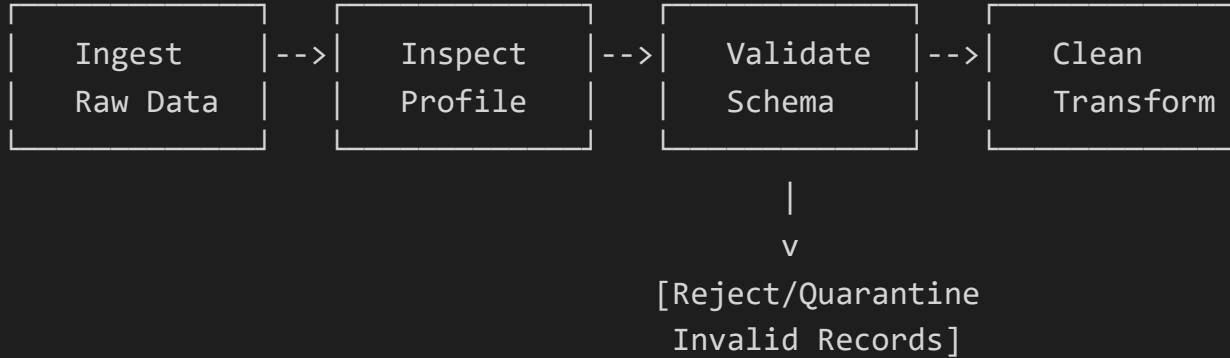 Ingest |-->| Inspect |-->| Validate |-->| Clean
Raw Data | | Profile | | Schema | | Transform
|
v
[Reject/Quarantine
Invalid Records]